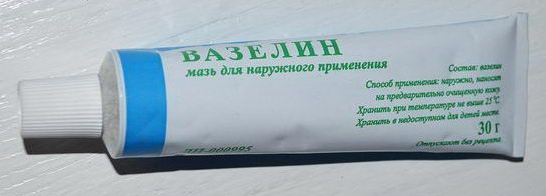 ВАЗЕЛИН
мазь для наружного применения
Состав: вазелин
Способ применения: наружно, наносят
на предварительно очищенную кожу.
Хранить при температуре не выше 25°С.
Хранить в недоступном для детей месте.
30 г
Отпускают без рецепта